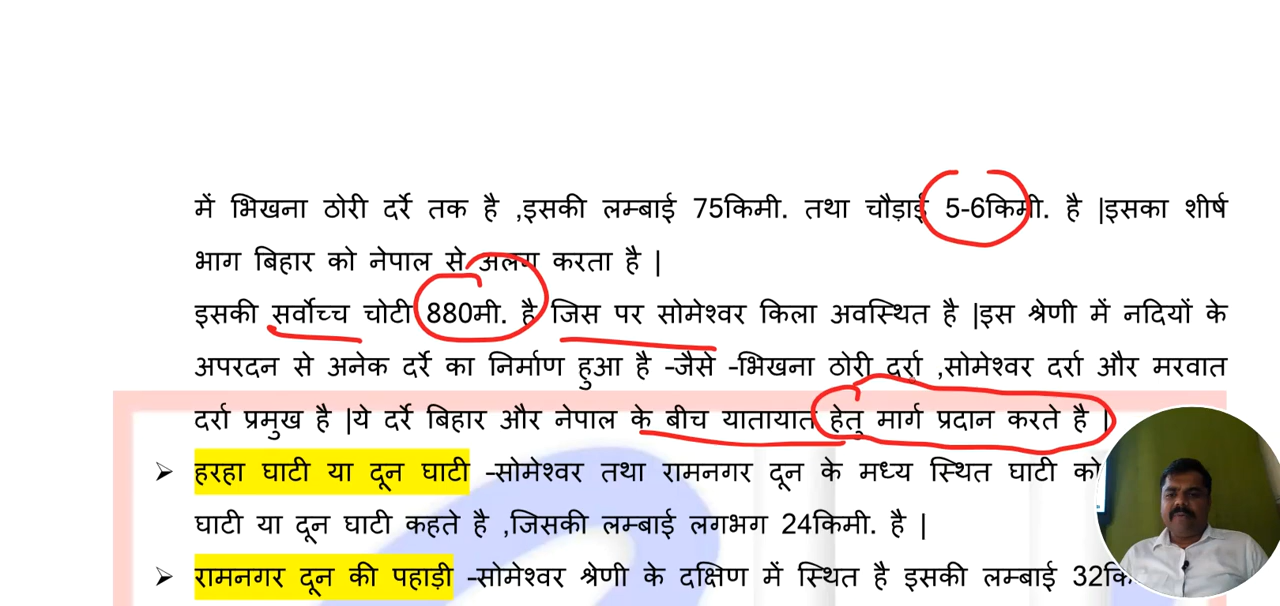 में भिखना ठोरी दर्रे तक है ,इसकी लम्बाई 75किमी. तथा चौड़ाई 5-6किमी. है |इसका शीर्ष
भाग बिहार को नेपाल से अलग करता है |
इसकी सर्वोच्च चोटी 880मी. है जिस पर सोमेश्वर किला अवस्थित है |इस श्रेणी में नदियों के
अपरदन से अनेक दर्रे का निर्माण हुआ है –जैसे -भिखना ठोरी दर्रा ,सोमेश्वर दर्रा और मरवात
दर्रा प्रमुख है |ये दर्रे बिहार और नेपाल के बीच यातायात हेतु मार्ग प्रदान करते है |
➢ हरहा घाटी या दून घाटी –सोमेश्वर तथा रामनगर दून के मध्य स्थित घाटी को
घाटी या दून घाटी कहते है ,जिसकी लम्बाई लगभग 24किमी. है |
➢ रामनगर दून की पहाड़ी –सोमेश्वर श्रेणी के दक्षिण में स्थित है इसकी लम्बाई 32